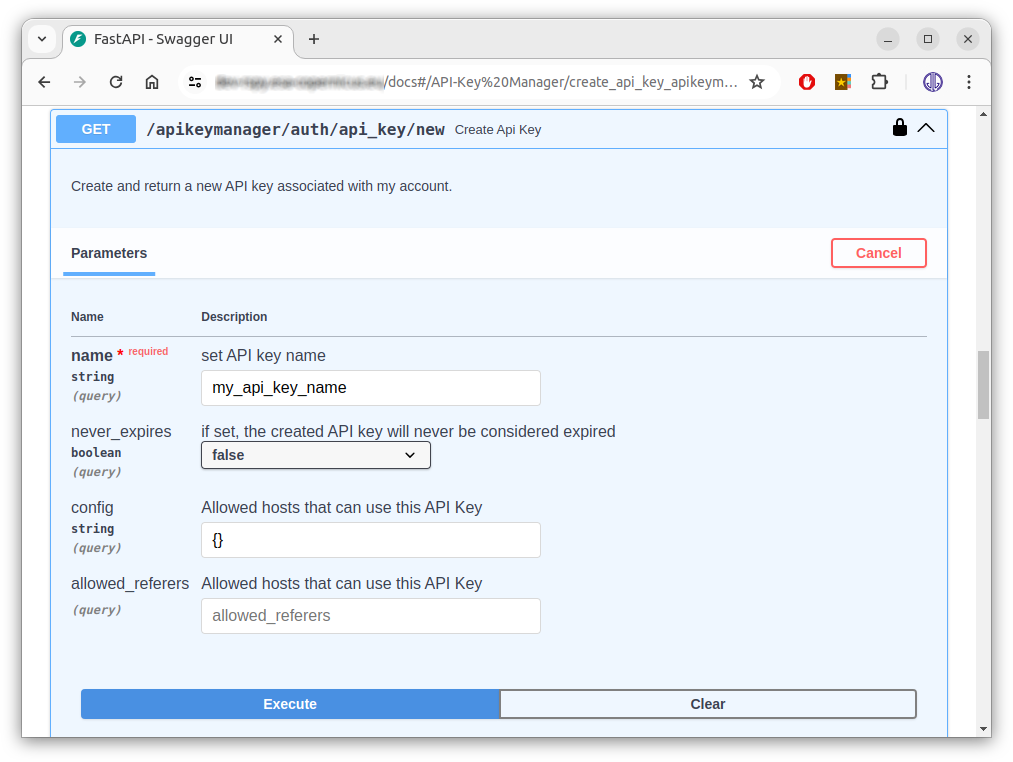 FastAPI - Swagger UI
/docs#/API-Key%20Manager/create_api_key_apikeym…
GET /apikeymanager/auth/api_key/new Create Api Key
Create and return a new API key associated with my account.
Parameters Cancel
Name Description
name * required set API key name
string
(query) my_api_key_name
never_expires if set, the created API key will never be considered expired
boolean false
(query)
config Allowed hosts that can use this API Key
string {}
(query)
allowed_referers Allowed hosts that can use this API Key
(query) allowed_referers
Execute Clear